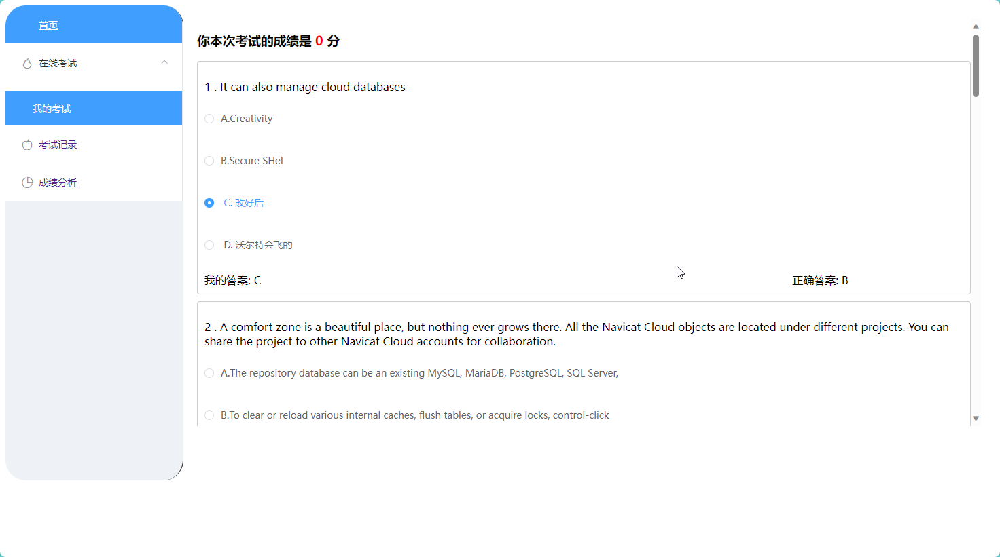 首页
在线考试
我的考试
考试记录
成绩分析
你本次考试的成绩是 0 分
1 . It can also manage cloud databases
A.Creativity
B.Secure SHel
C. 改好后
D. 沃尔特会飞的
我的答案: C
正确答案: B
2 . A comfort zone is a beautiful place, but nothing ever grows there. All the Navicat Cloud objects are located under different projects. You can
share the project to other Navicat Cloud accounts for collaboration.
A.The repository database can be an existing MySQL, MariaDB, PostgreSQL, SQL Server,
B.To clear or reload various internal caches, flush tables, or acquire locks, control-click